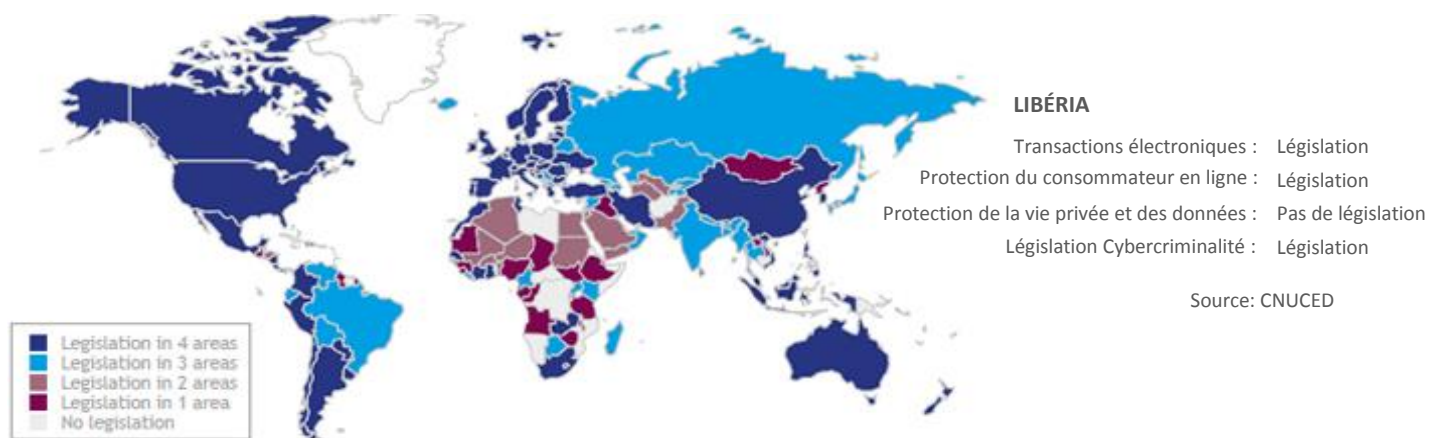 LIBÉRIA
Transactions électroniques : Législation
Protection du consommateur en ligne : Législation
Protection de la vie privée et des données : Pas de législation
Législation Cybercriminalité : Législation
Source: CNUCED
Legislation in 4 areas
Legislation in 3 areas
Legislation in 2 areas
Legislation in 1 area
No legislation